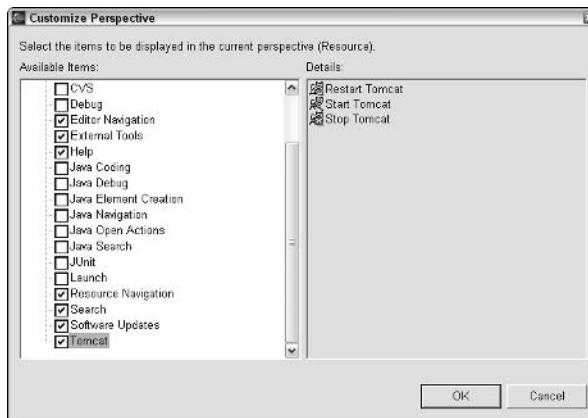 Customize Perspective
Select the items to be displayed in the current perspective (Resource).
Available Items:
Details:
CVS
Debug
Editor Navigation
External Tools
Help
Java Coding
Java Debug
Java Element Creation
Java Navigation
Java Open Actions
Java Search
JUnit
Launch
Resource Navigation
Search
Software Updates
Tomcat
Restart Tomcat
Start Tomcat
Stop Tomcat
OK
Cancel